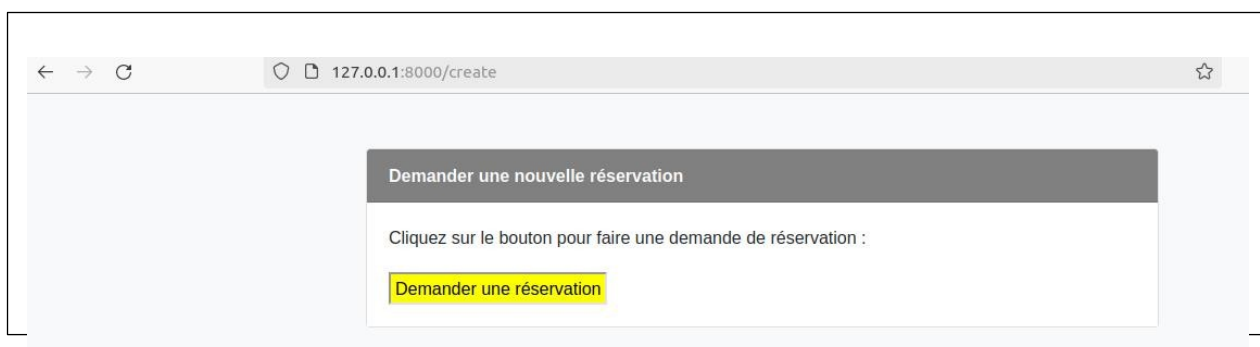 127.0.0.1:8000/create
Demander une nouvelle réservation
Cliquez sur le bouton pour faire une demande de réservation :
Demander une réservation